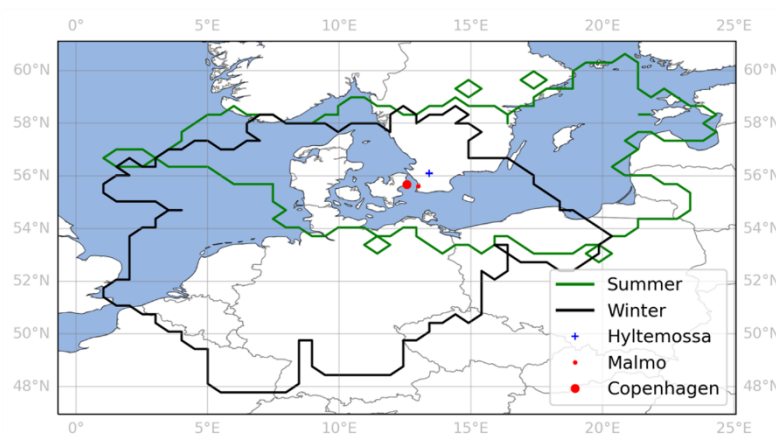 0° 5°E 10°E 15°E 20°E 25°E
60°N 60°N
58°N 58°N
56°N 56°N
54°N 54°N
52°N 52°N
50°N 50°N
48°N 48°N
Summer
Winter
Hyltemossa
Malmo
Copenhagen
0° 5°E 10°E 15°E 20°E 25°E